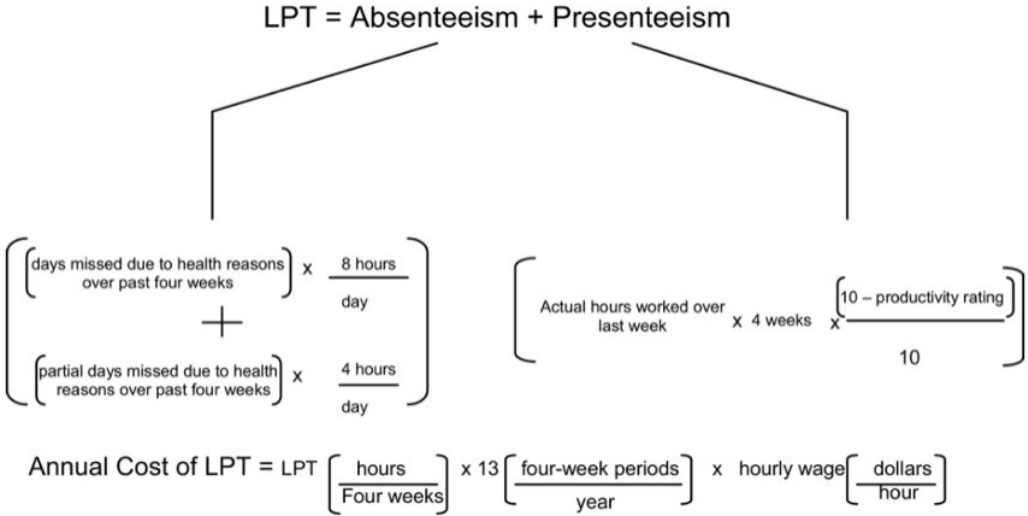 LPT = Absenteeism + Presenteeism
days missed due to health reasons x 8 hours
over past four weeks
day
+
partial days missed due to health x 4 hours
reasons over past four weeks
day
Actual hours worked over x 4 weeks x 10 – productivity rating
last week
10
Annual Cost of LPT = LPT [ hours x 13 [ four-week periods ] x hourly wage [ dollars ]
Four weeks year hour